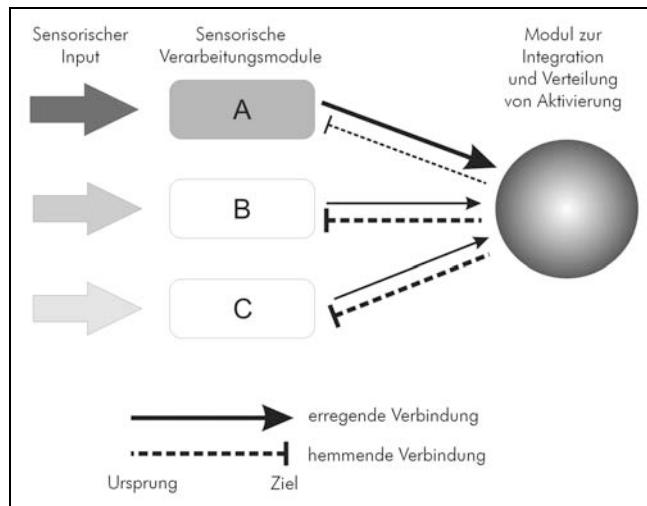 Sensorischer
Input
Sensorische
Verarbeitungsmodule
Modul zur
Integration
und Verteilung
von Aktivierung
A
B
C
erregende Verbindung
hemmende Verbindung
Ursprung
Ziel